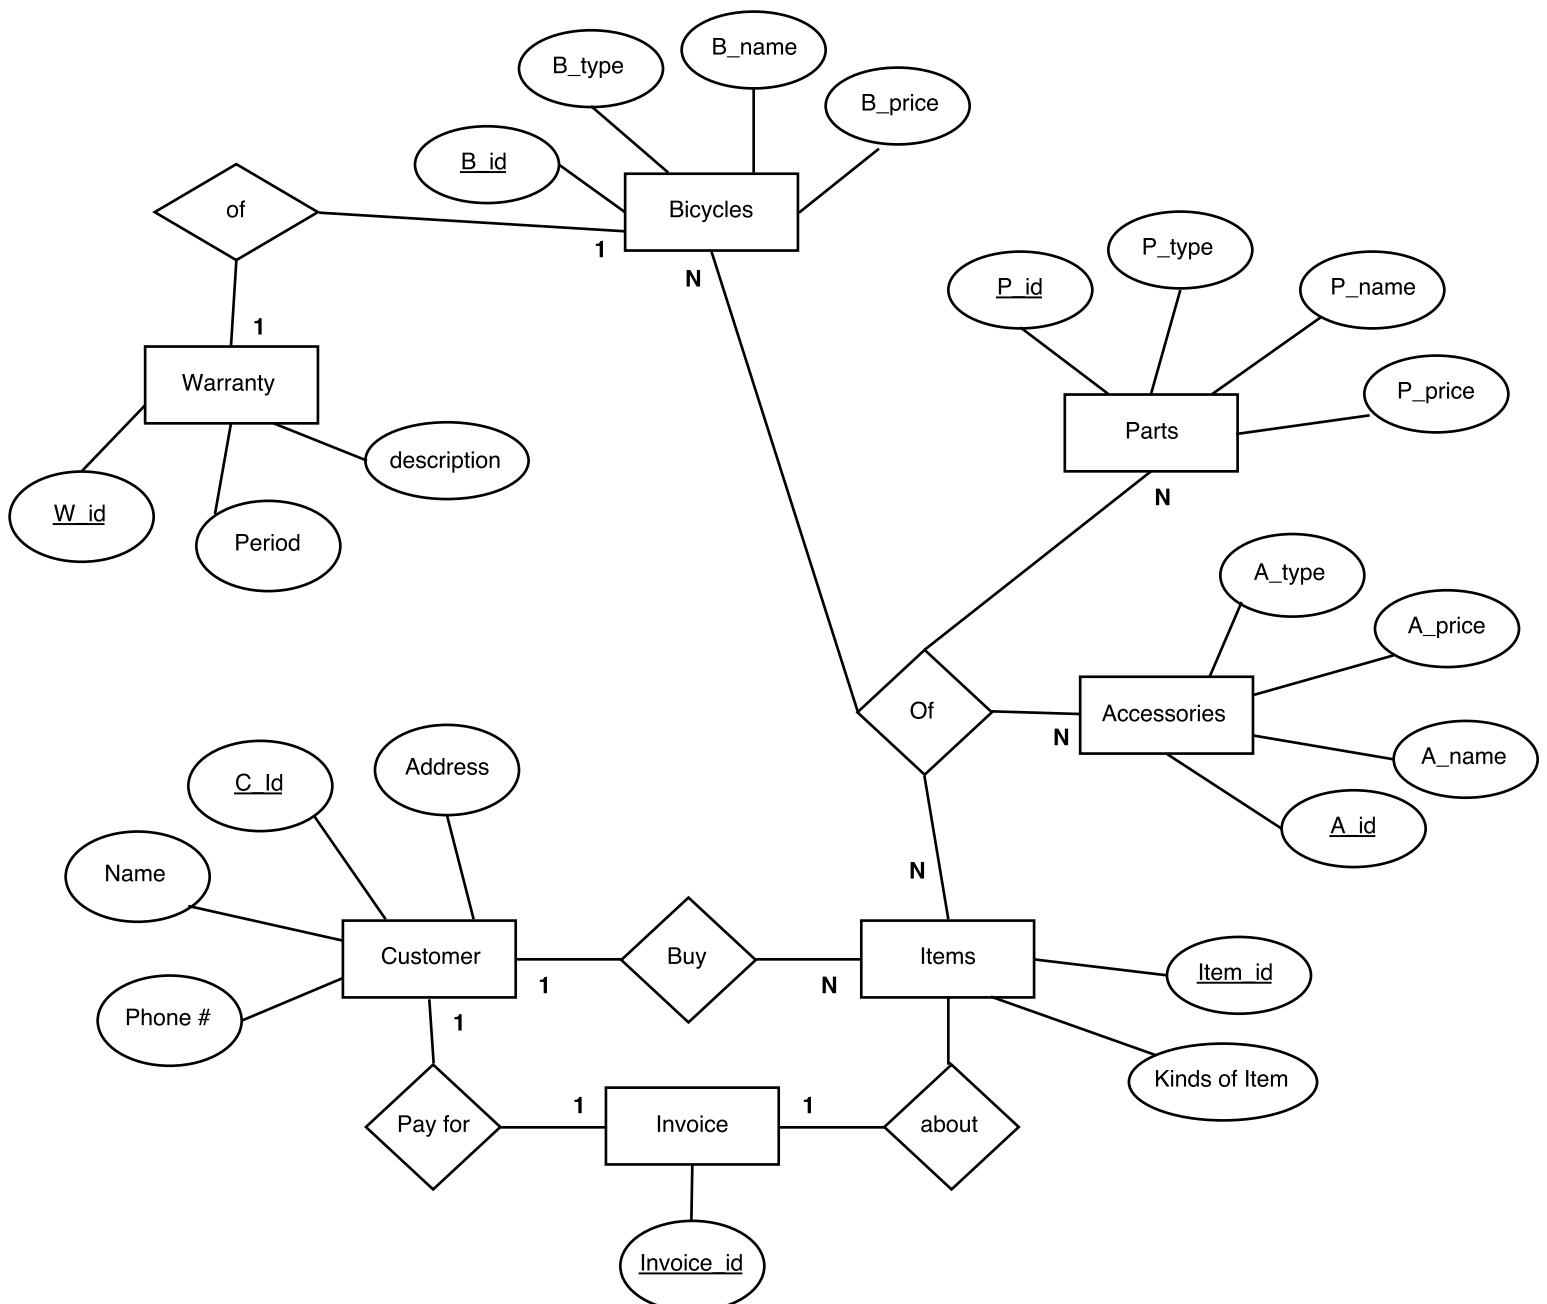 B_name
B_type
B_price
B_id
Bicycles
of
1
N
P_type
P_id
P_name
1
Warranty
P_price
Parts
description
N
W_id
Period
A_type
A_price
Of
Accessories
N
A_name
C_Id
Address
A_id
Name
N
Customer
Buy
Items
Item_id
1
N
Phone #
1
Kinds of Item
1
1
Pay for
Invoice
about
Invoice_id